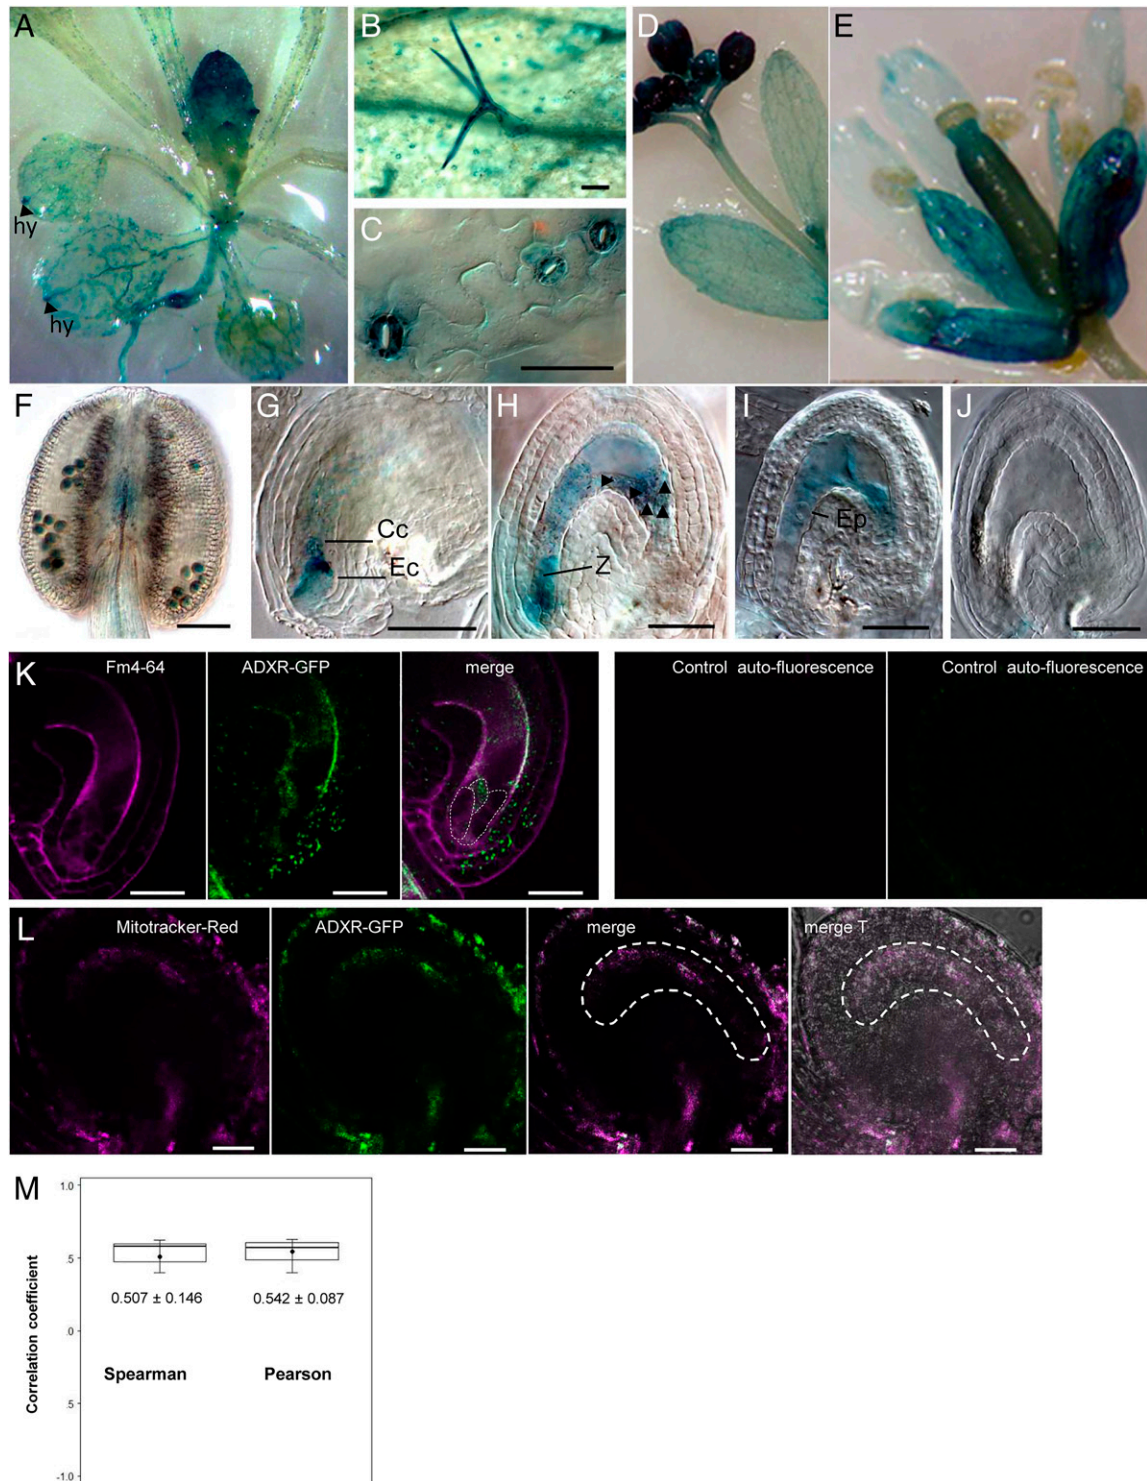 A
B
C
D
E
hy
hy
F
G
H
I
J
Cc
Ec
Z
Ep
K
Fm4-64
ADXR-GFP
merge
Control auto-fluorescence
Control auto-fluorescence
L
Mitotracker-Red
ADXR-GFP
merge
merge T
M
Correlation coefficient
1.0
.5
.0
.5
-1.0
0.507 ± 0.146
0.542 ± 0.087
Spearman
Pearson